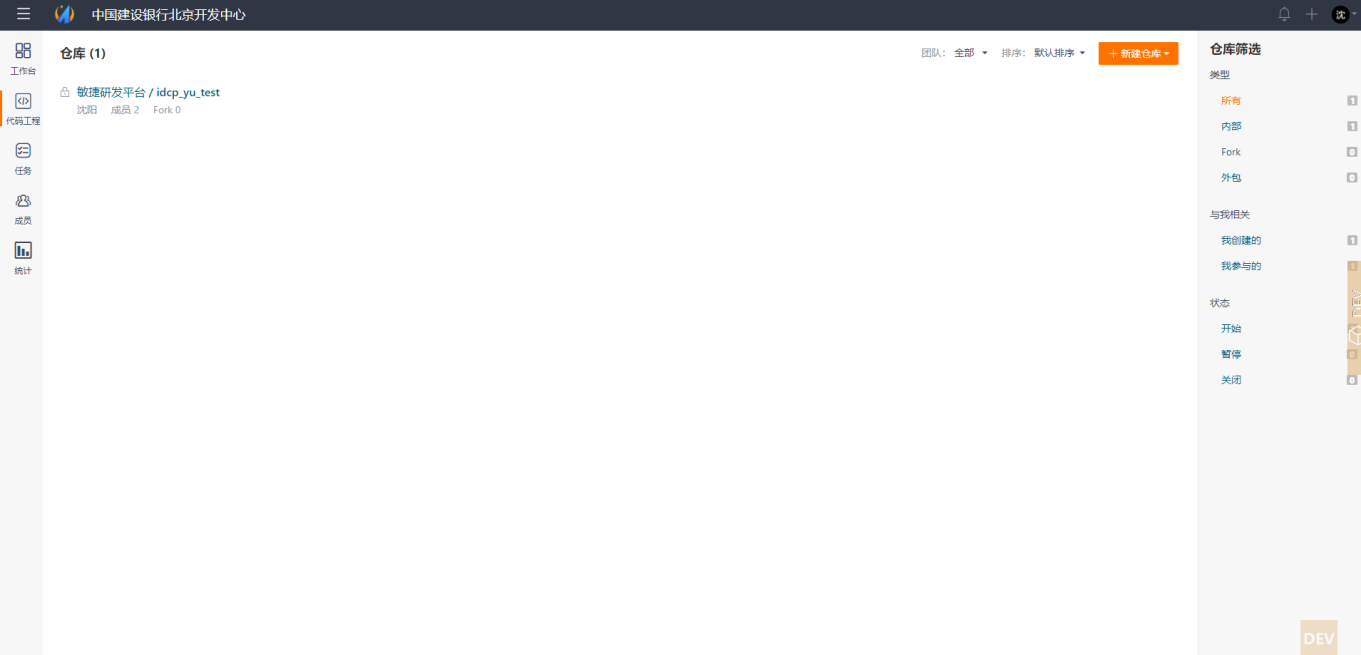 中国建设银行北京开发中心
沈
工作台
代码工程
任务
成员
统计
仓库 (1)
团队： 全部 排序： 默认排序 新建仓库
敏捷研发平台 / idcp_yu_test
沈阳 成员 2 Fork 0
仓库筛选
类型
所有 1
内部 1
Fork 0
外包 0
与我相关
我创建的 1
我参与的 1
状态
开始
暂停 0
关闭 0
DEV